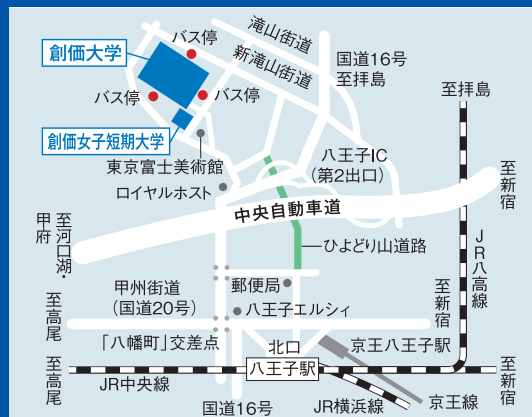 滝山街道
バス停
新滝山街道
国道16号
至拝島
創価大学
至拝島
バス停
バス停
創価女子短期大学
東京富士美術館
八王子IC
(第2出口)
至新宿
ロイヤルホスト
中央自動車道
至河口湖・
甲府
ひよどり山道路
JR八高線
甲州街道
(国道20号)
郵便局
至新宿
至高尾
八王子エルシィ
「八幡町」交差点
北口
京王八王子駅
至高尾
八王子駅
至新宿
JR中央線
国道16号
JR横浜線
京王線